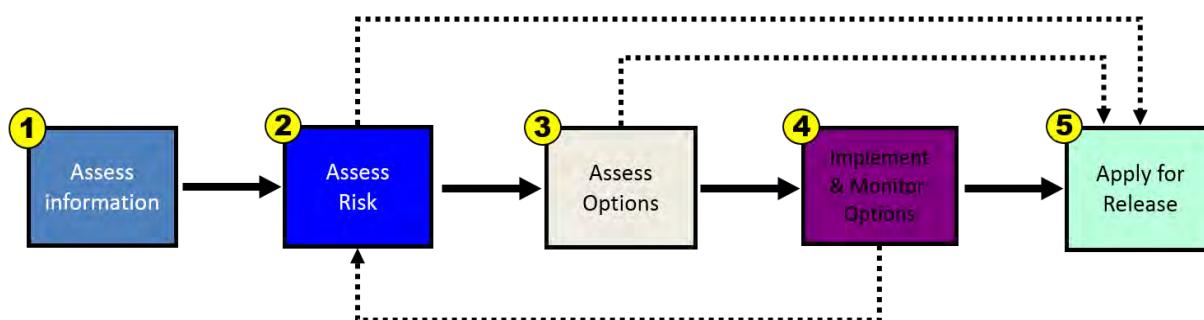 1
Assess
information
2
Assess
Risk
3
Assess
Options
4
Implement
& Monitor
Options
5
Apply for
Release